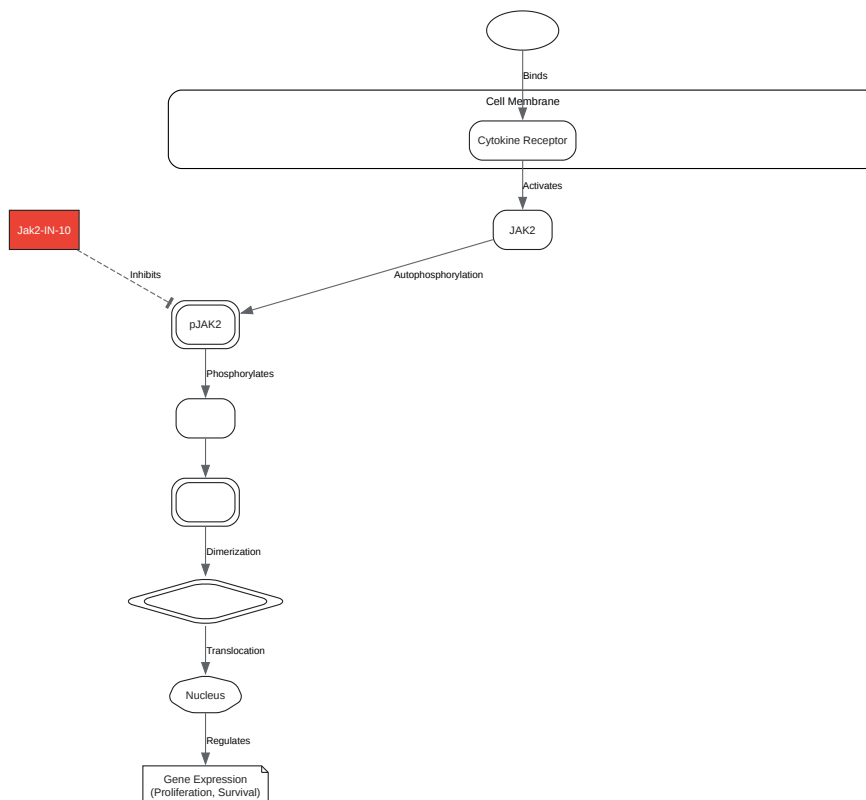 Binds
Cell Membrane
Cytokine Receptor
Activates
Jak2-IN-10
JAK2
Inhibits
Autophosphorylation
pJAK2
Phosphorylates
Dimerization
Translocation
Nucleus
Regulates
Gene Expression
(Proliferation, Survival)